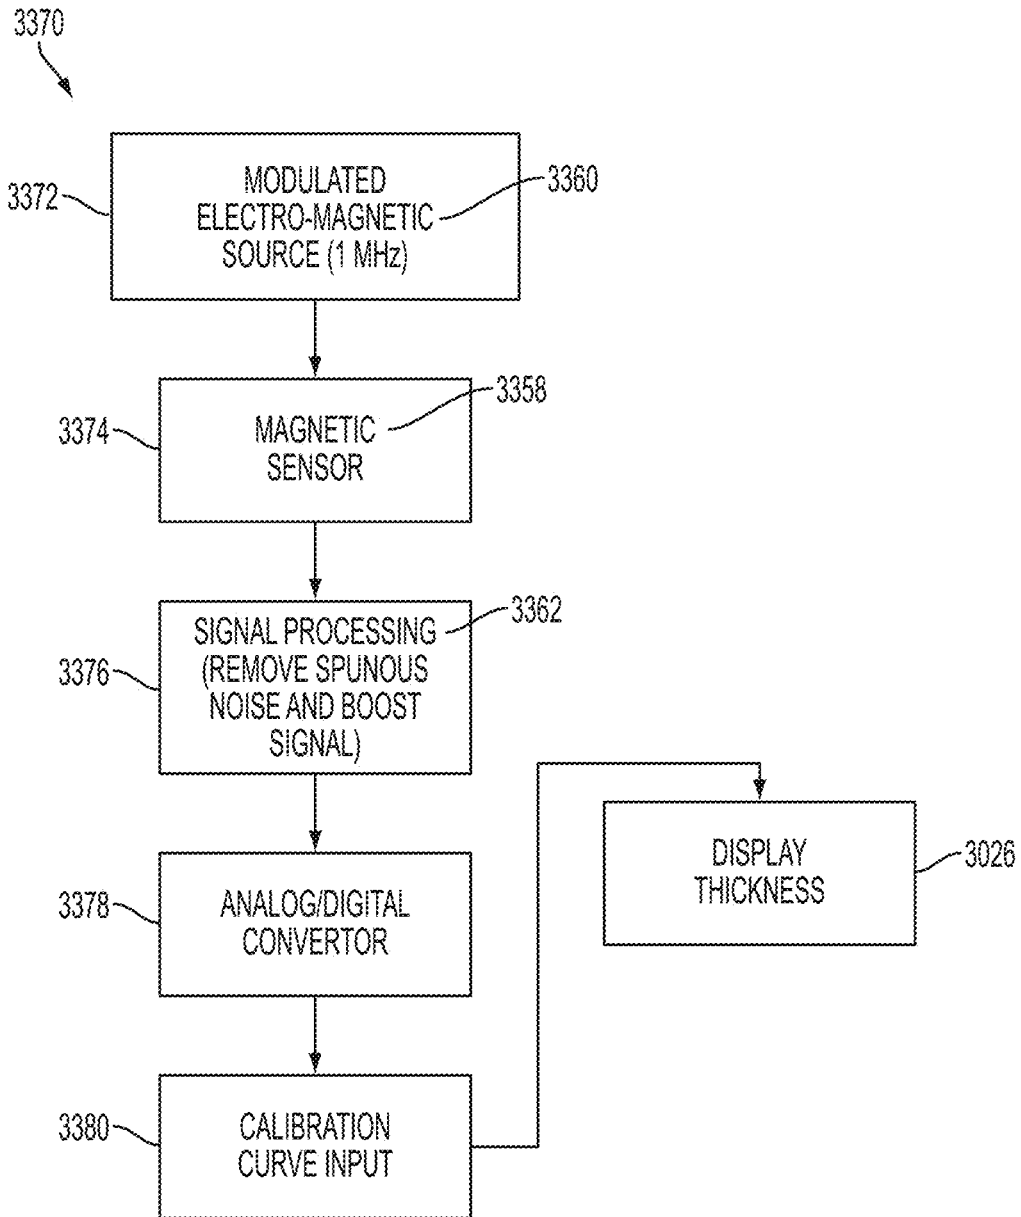 3370
3372
MODULATED
ELECTRO-MAGNETIC
SOURCE (1 MHz)
3360
3374
MAGNETIC
SENSOR
3358
3376
SIGNAL PROCESSING
(REMOVE SPUNOUS
NOISE AND BOOST
SIGNAL)
3362
3378
ANALOG/DIGITAL
CONVERTOR
DISPLAY
THICKNESS
3026
3380
CALIBRATION
CURVE INPUT